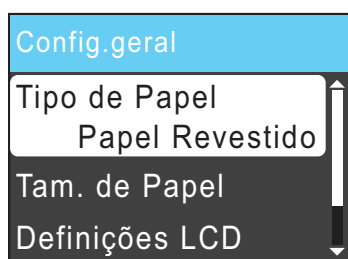 Config.geral
Tipo de Papel
Papel Revestido
Tam. de Papel
Definições LCD